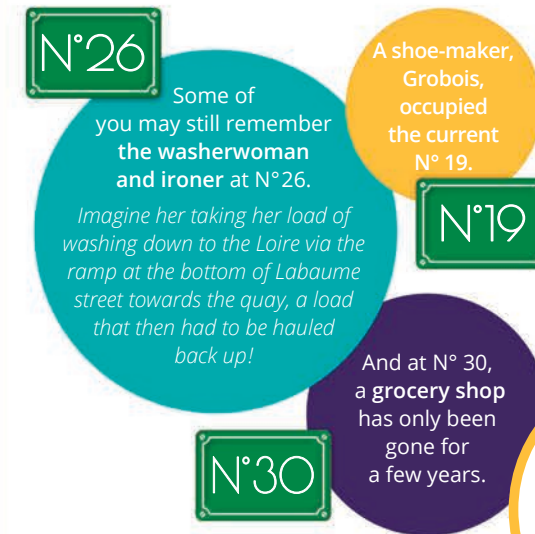 N°26
Some of
you may still remember
the washerwoman
and ironer at N°26.
Imagine her taking her load of
washing down to the Loire via the
ramp at the bottom of Labaume
street towards the quay, a load
that then had to be hauled
back up!
A shoe-maker,
Grobois,
occupied
the current
N° 19.
N°19
And at N° 30,
a grocery shop
has only been
gone for
a few years.
N°30